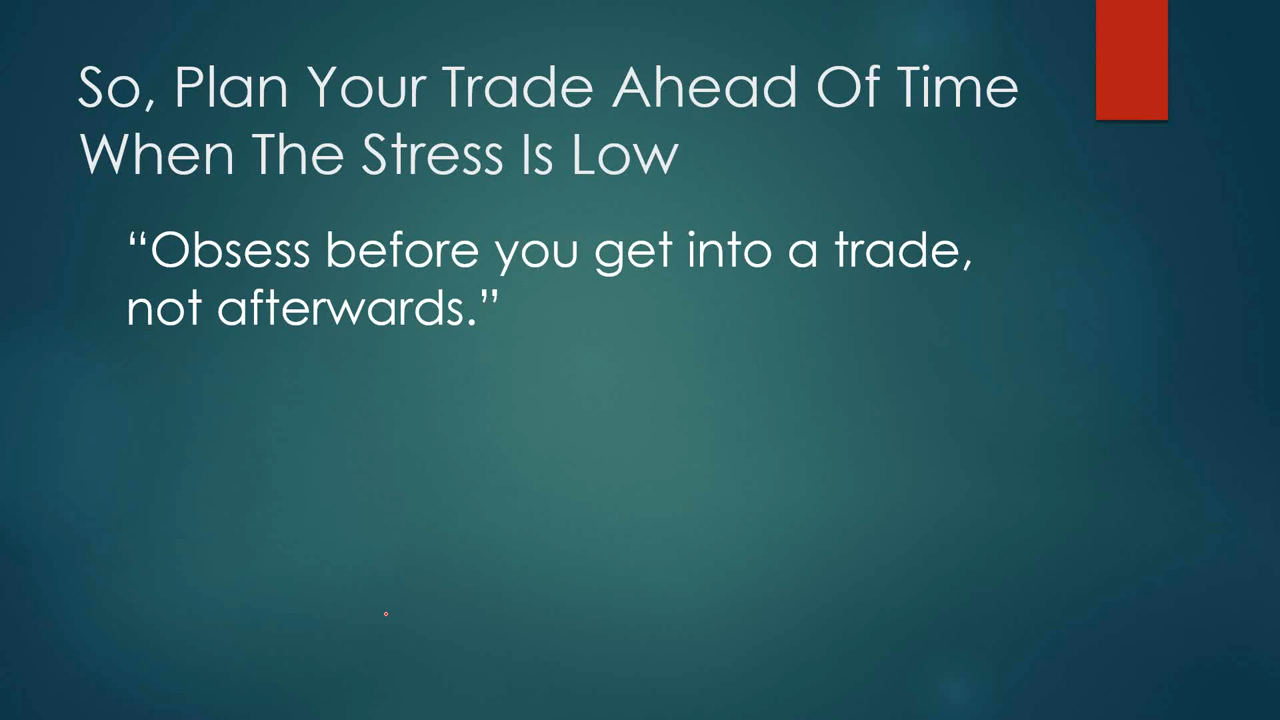 So, Plan Your Trade Ahead Of Time
When The Stress Is Low
“Obsess before you get into a trade,
not afterwards.”